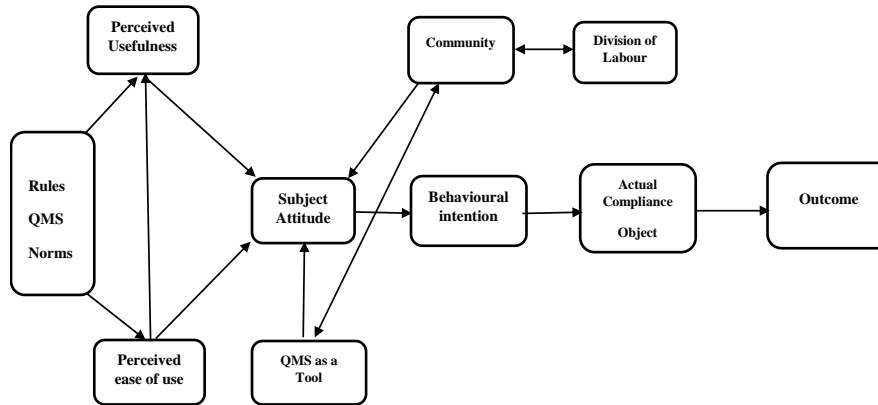 Perceived
Usefulness
Community
Division of
Labour
Rules
QMS
Norms
Subject
Attitude
Behavioural
intention
Actual
Compliance
Object
Outcome
Perceived
ease of use
QMS as a
Tool